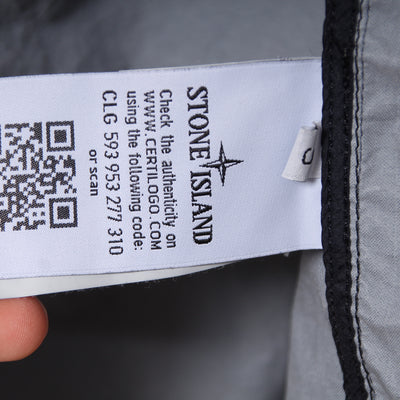 STONE ISLAND
Check the authenticity on
WWW.CERTILOGO.COM
using the following code:
CLG 593 953 277 310
or scan